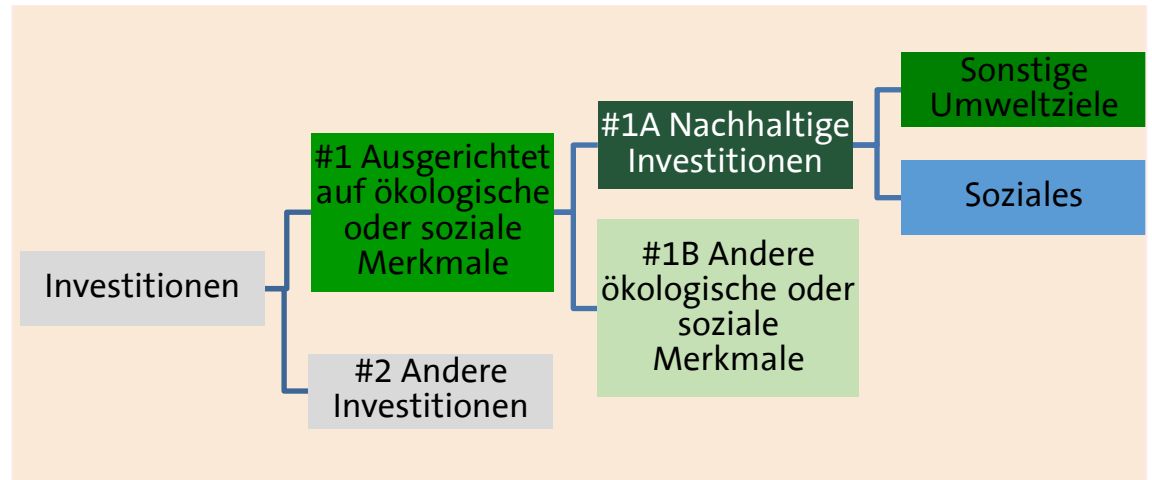 Investitionen
#1 Ausgerichtet
auf ökologische
oder soziale
Merkmale
#2 Andere
Investitionen
#1A Nachhaltige
Investitionen
#1B Andere
ökologische oder
soziale
Merkmale
Sonstige
Umweltziele
Soziales